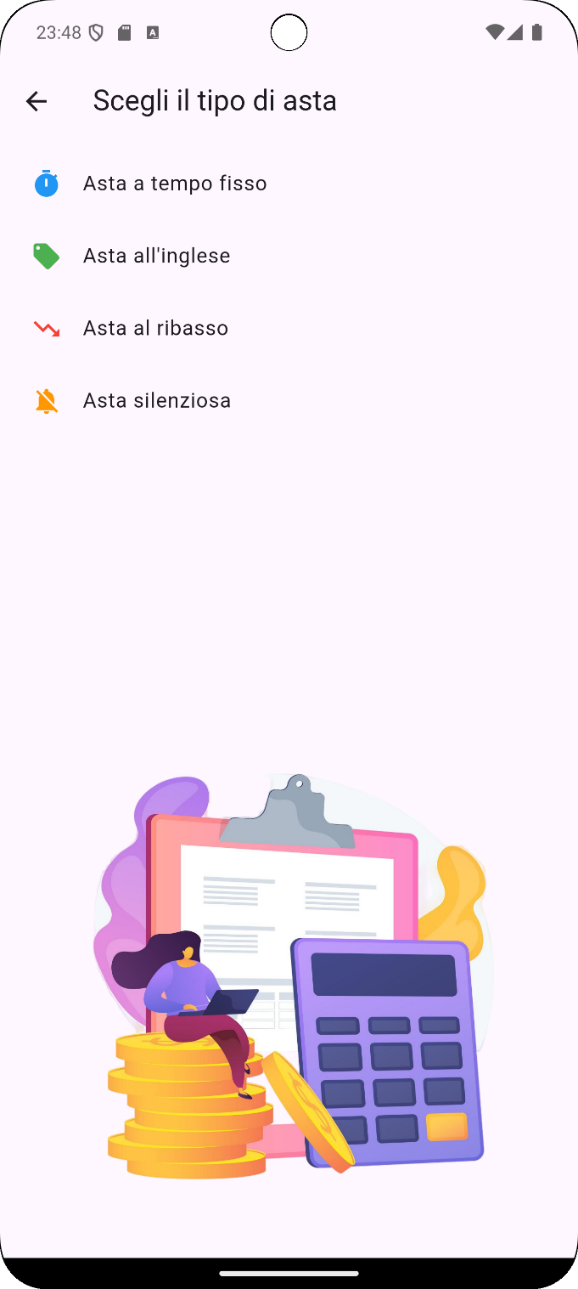 23:48
Scegli il tipo di asta
Asta a tempo fisso
Asta all'inglese
Asta al ribasso
Asta silenziosa